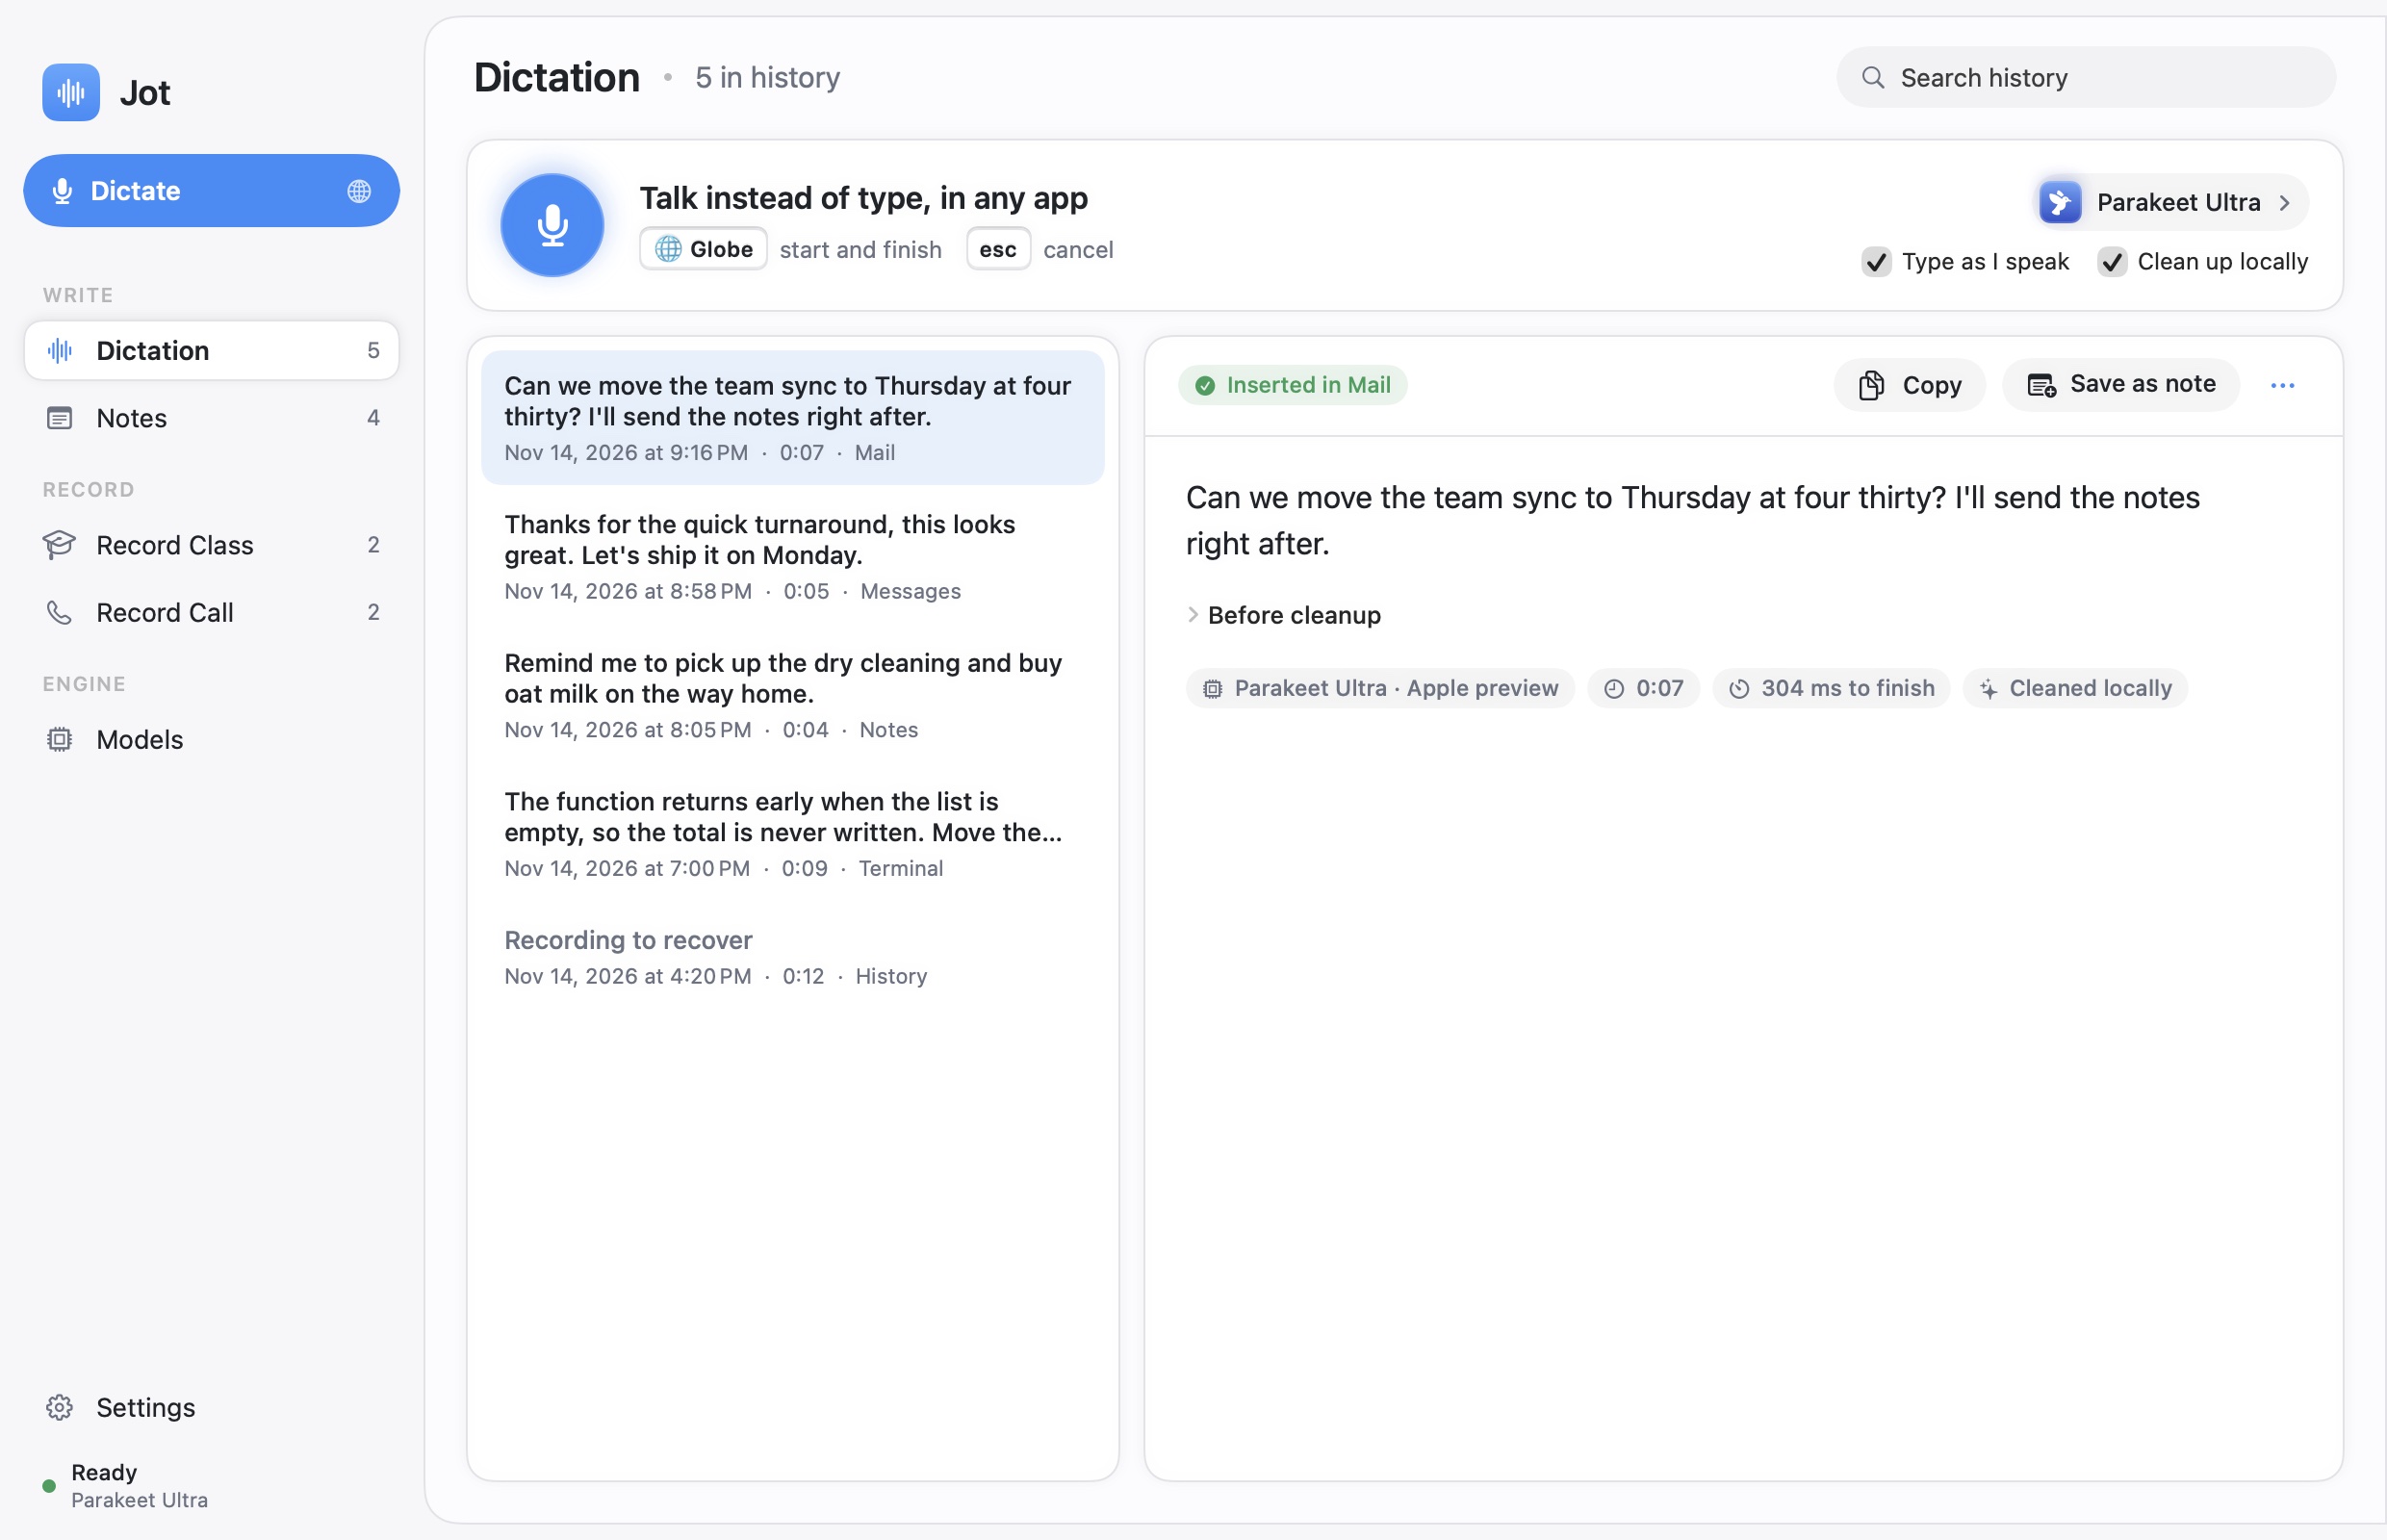 Jot
Dictate
WRITE
Dictation 5
Notes 4
RECORD
Record Class 2
Record Call 2
ENGINE
Models
Settings
Ready
Parakeet Ultra
Dictation • 5 in history
Search history
Talk instead of type, in any app
Globe start and finish esc cancel
Parakeet Ultra
Type as I speak Clean up locally
Can we move the team sync to Thursday at four
thirty? I'll send the notes right after.
Nov 14, 2026 at 9:16 PM · 0:07 · Mail
Thanks for the quick turnaround, this looks
great. Let's ship it on Monday.
Nov 14, 2026 at 8:58 PM · 0:05 · Messages
Remind me to pick up the dry cleaning and buy
oat milk on the way home.
Nov 14, 2026 at 8:05 PM · 0:04 · Notes
The function returns early when the list is
empty, so the total is never written. Move the...
Nov 14, 2026 at 7:00 PM · 0:09 · Terminal
Recording to recover
Nov 14, 2026 at 4:20 PM · 0:12 · History
Inserted in Mail
Copy
Save as note
Can we move the team sync to Thursday at four thirty? I'll send the notes
right after.
Before cleanup
Parakeet Ultra · Apple preview 0:07 304 ms to finish Cleaned locally